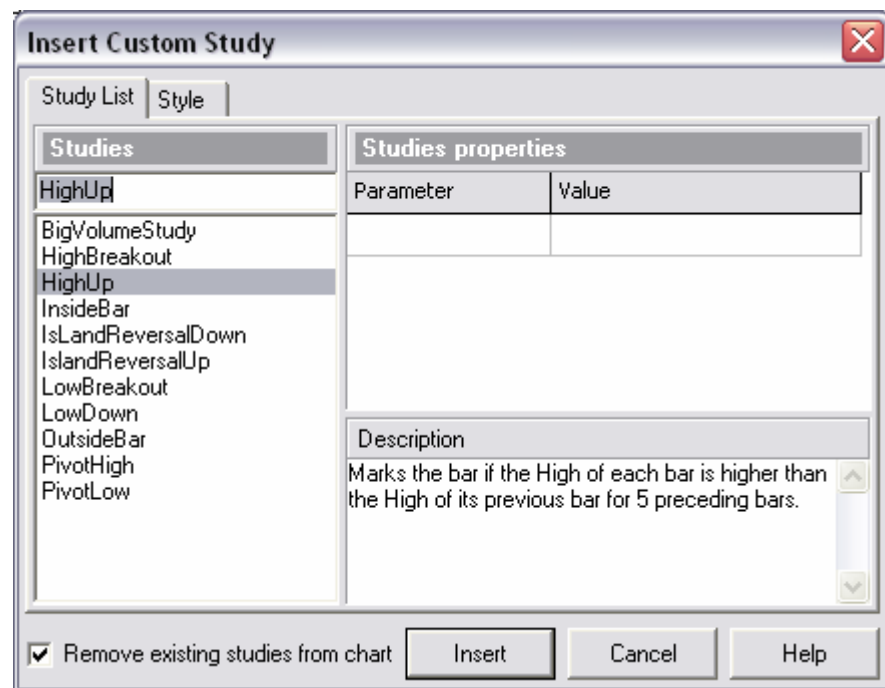 Insert Custom Study
Study List Style
Studies
HighUp
BigVolumeStudy
HighBreakout
HighUp
InsideBar
IsLandReversalDown
IslandReversalUp
LowBreakout
LowDown
OutsideBar
PivotHigh
PivotLow
Studies properties
Parameter Value
Description
Marks the bar if the High of each bar is higher than
the High of its previous bar for 5 preceding bars.
Remove existing studies from chart Insert Cancel Help